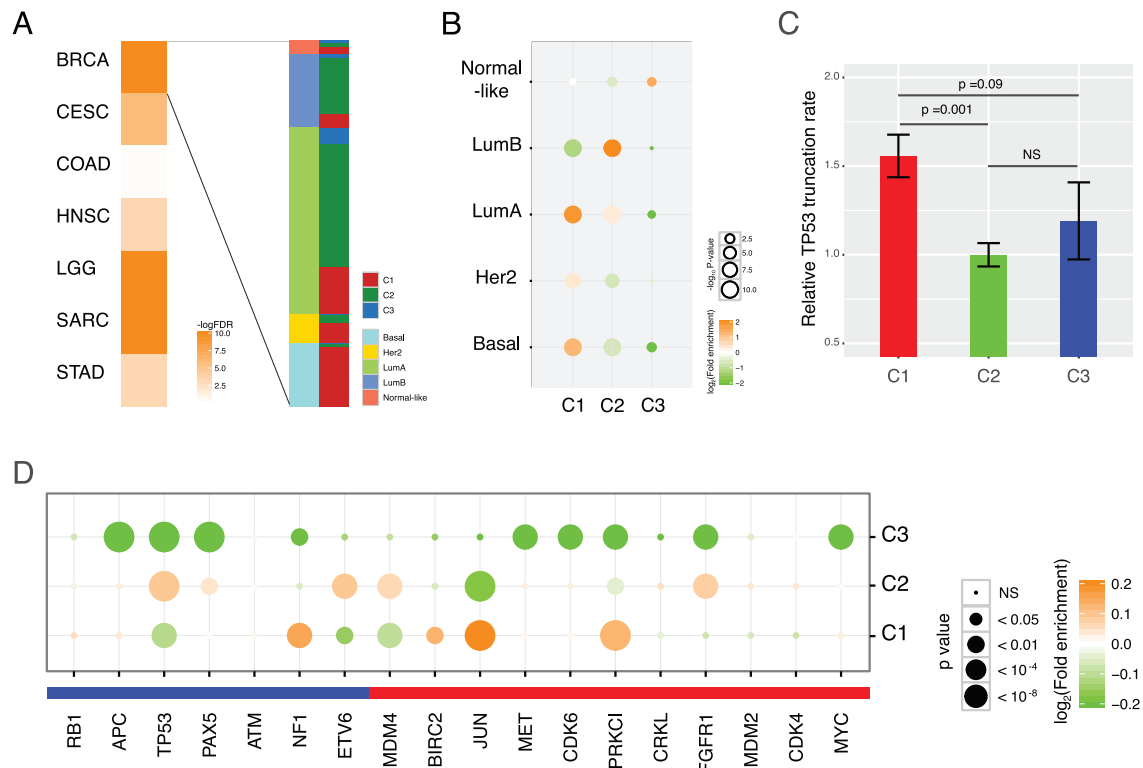 A
BRCA
CESC
COAD
HNSC
LGG
SARC
STAD
-logFDR
10.0
7.5
5.0
2.5
C1
C2
C3
Basal
Her2
LumA
LumB
Normal-like
B
Normal
-like
LumB
LumA
Her2
Basal
C1 C2 C3
-log10 P-value
2.5
5.0
7.5
10.0
log2(Fold enrichment)
2
1
0
−1
−2
C
Relative TP53 truncation rate
2.0
1.5
1.0
0.5
p =0.09
p =0.001
NS
C1 C2 C3
D
C3
C2
C1
RB1
APC
TP53
PAX5
ATM
NF1
ETV6
MDM4
BIRC2
JUN
MET
CDK6
PRKCI
CRKL
FGFR1
MDM2
CDK4
MYC
p value
NS
< 0.05
< 0.01
< 10-4
< 10-8
log2(Fold enrichment)
0.2
0.1
0.0
−0.1
−0.2